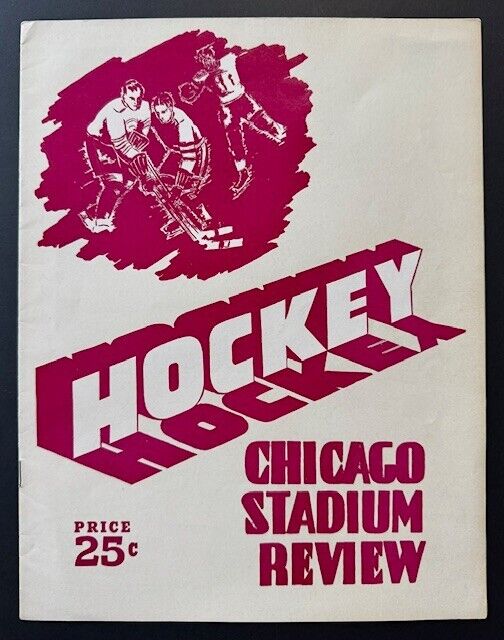 HOCKEY
CHICAGO
STADIUM
REVIEW
PRICE
25c